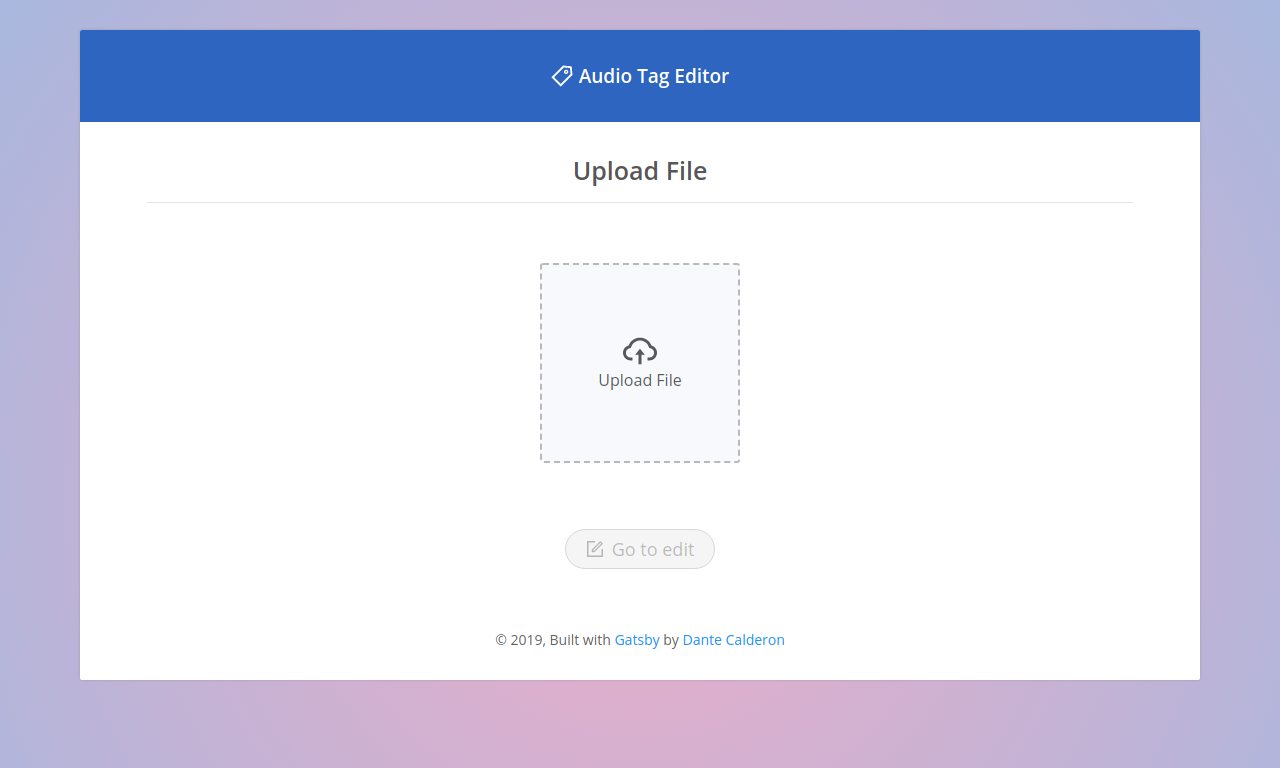 Audio Tag Editor
Upload File
Upload File
Go to edit
© 2019, Built with Gatsby by Dante Calderon